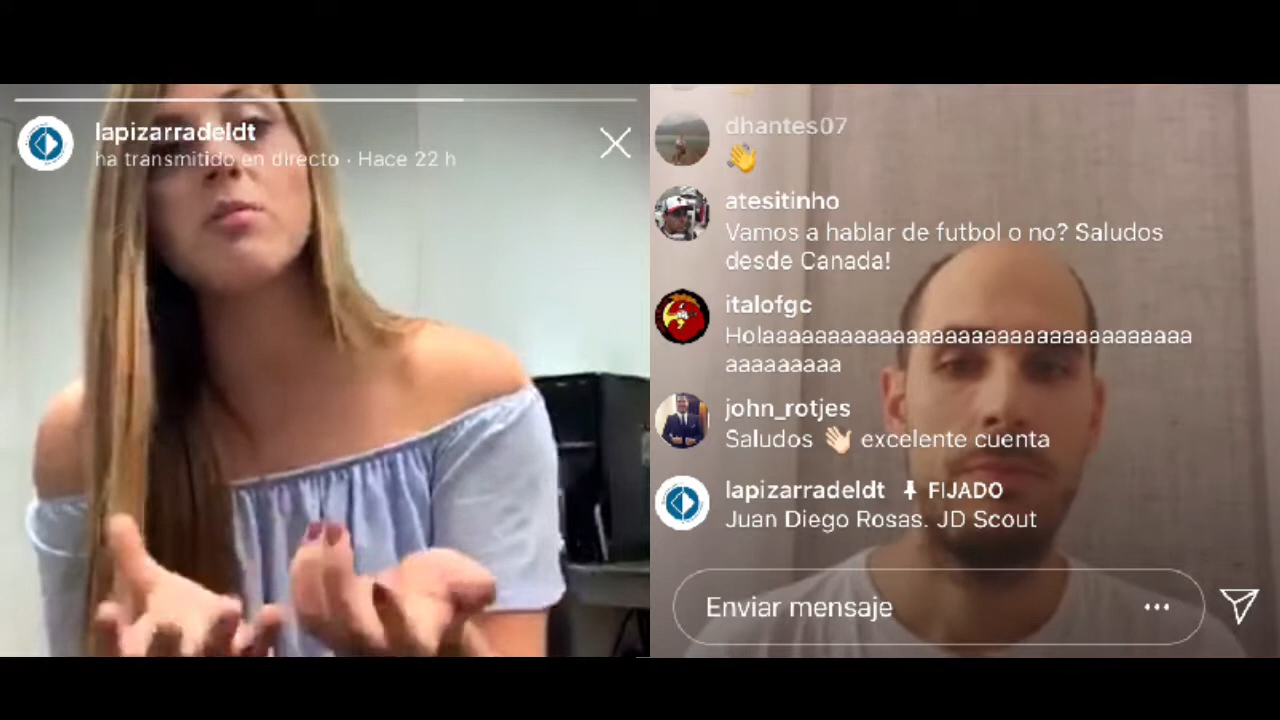 lapizarradeldt
ha transmitido en directo · Hace 22 h
dhantes07
👋
atesitinho
Vamos a hablar de futbol o no? Saludos
desde Canada!
italofgc
Holaaaaaaaaaaaaaaaaaaaaaaaaaaaaaaaaa
aaaaaaaaa
john_rotjes
Saludos 👋🏻 excelente cuenta
lapizarradeldt 📌 FIJADO
Juan Diego Rosas. JD Scout
Enviar mensaje